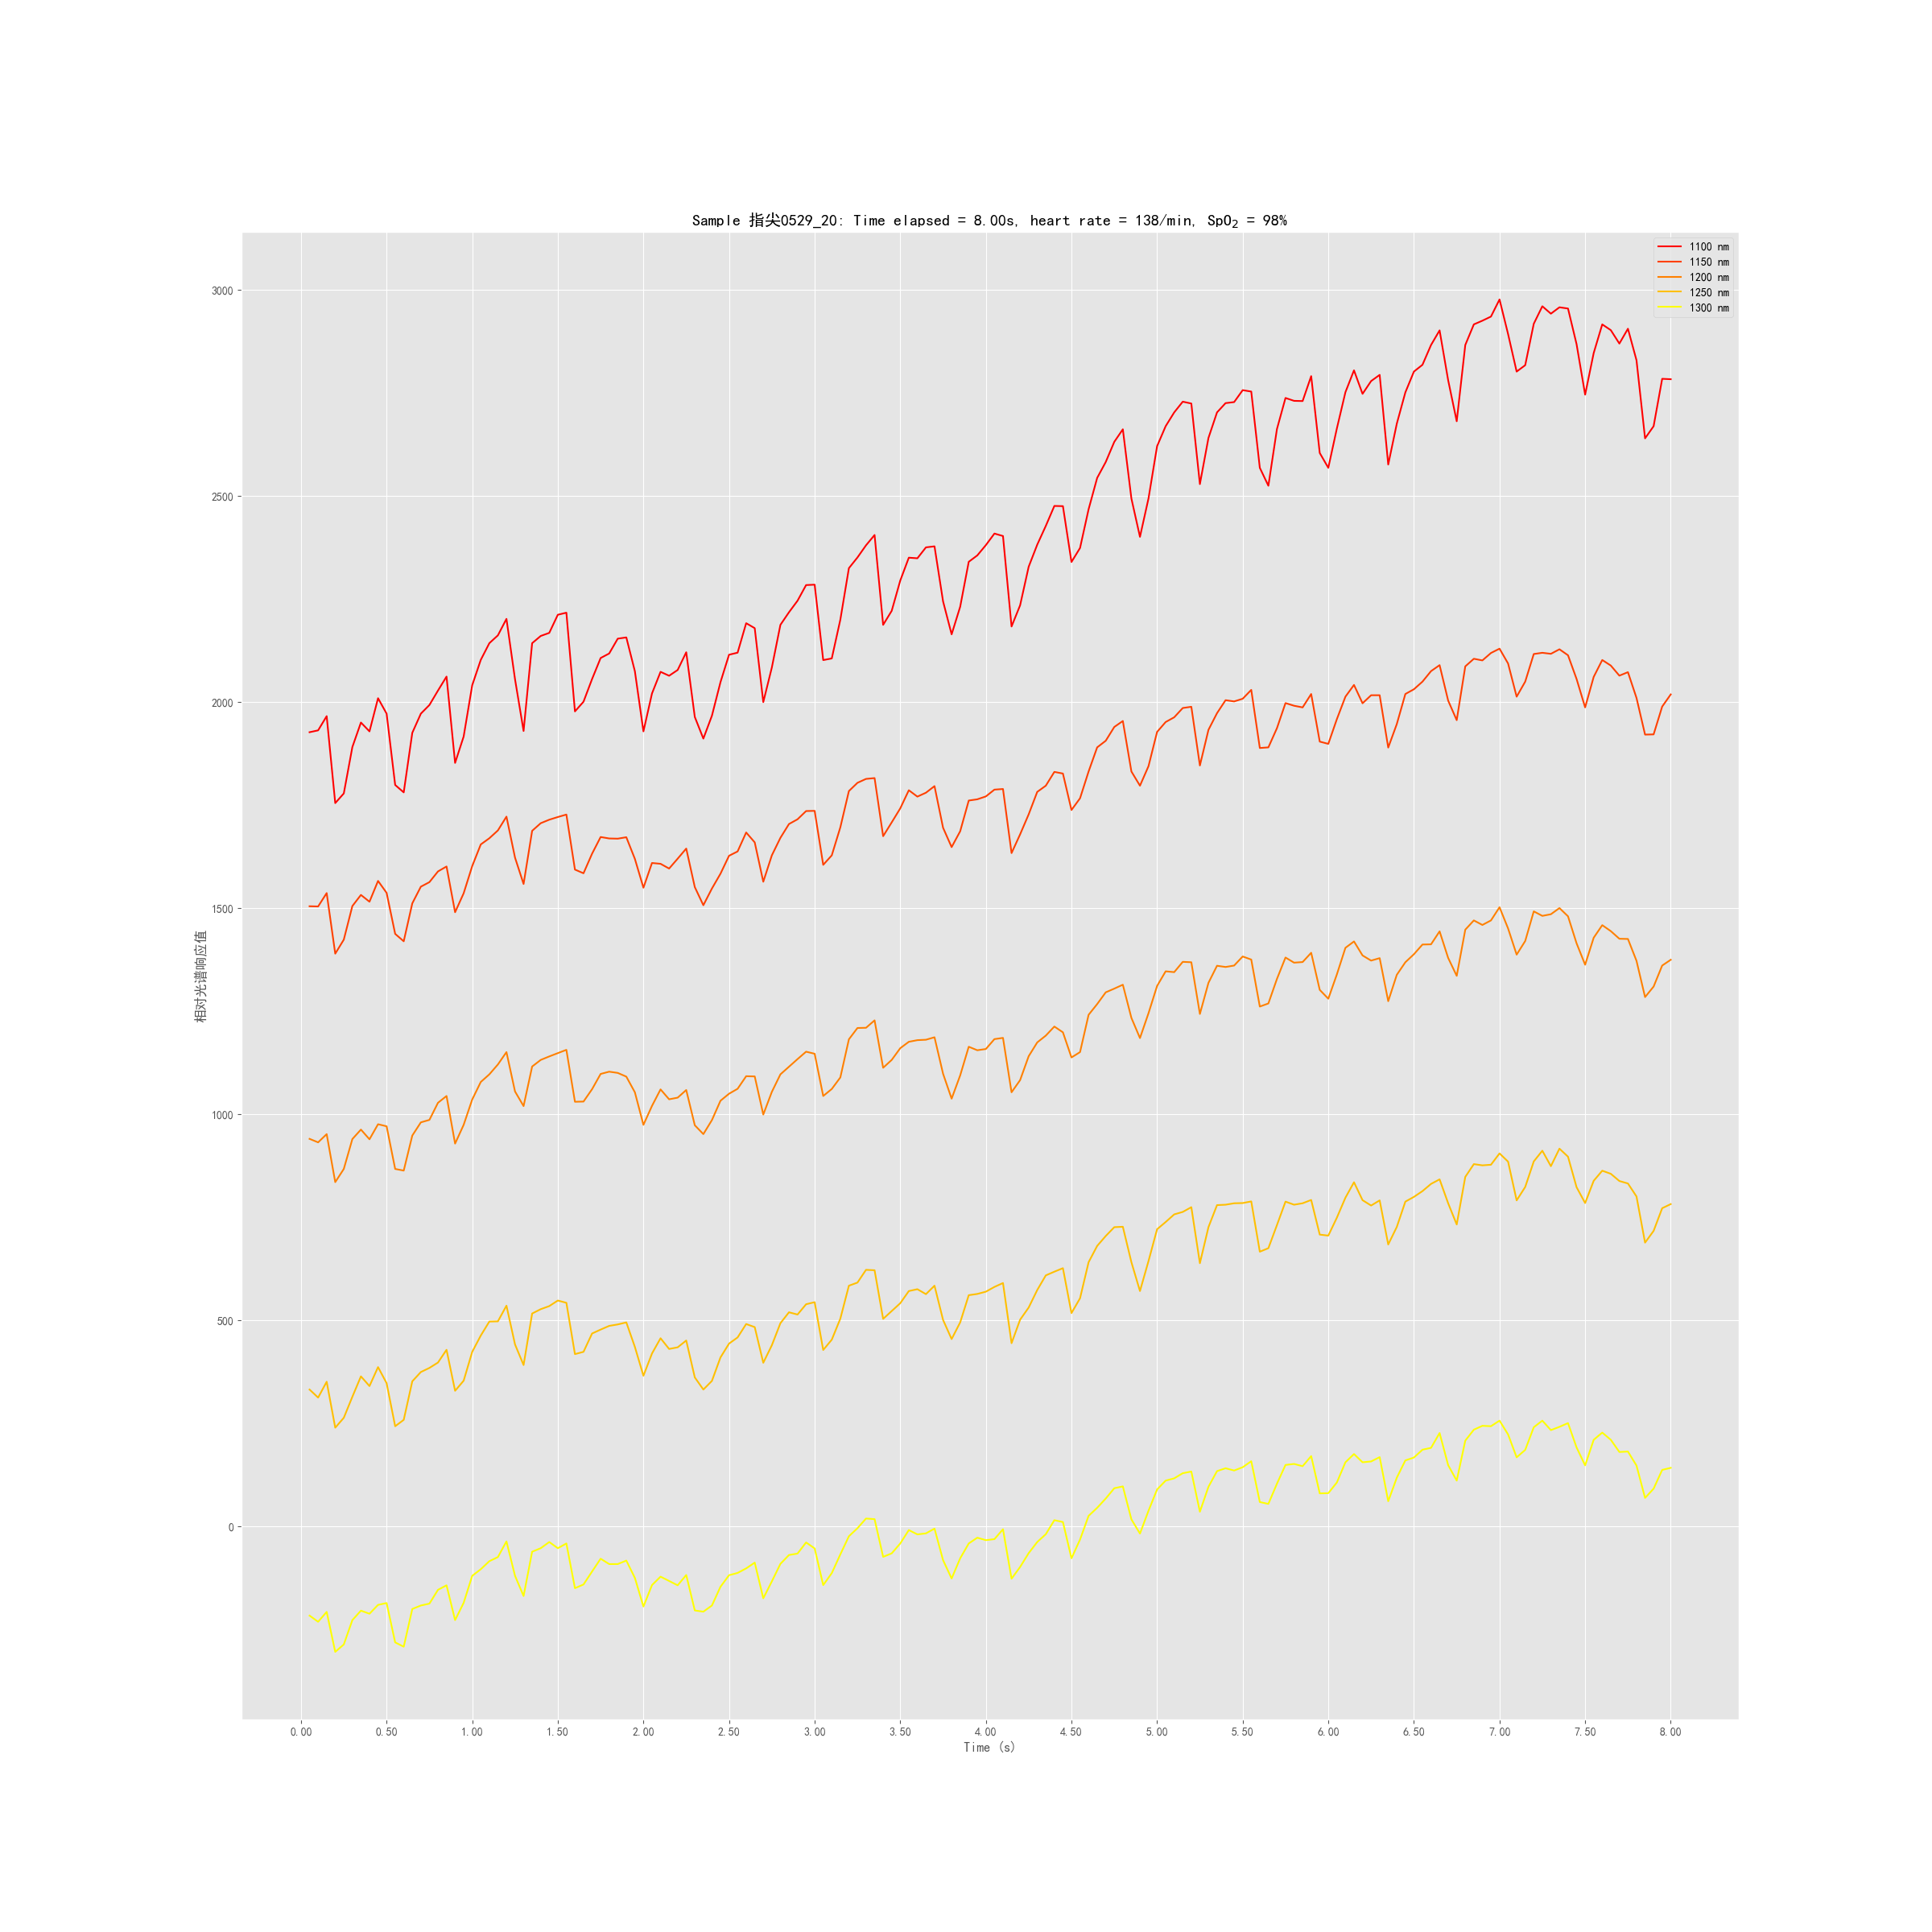 Sample 指尖0529_20: Time elapsed = 8.00s, heart rate = 138/min, SpO₂ = 98%
1100 nm
1150 nm
1200 nm
1250 nm
1300 nm
相对光谱响应值
3000
2500
2000
1500
1000
500
0
0.00 0.50 1.00 1.50 2.00 2.50 3.00 3.50 4.00 4.50 5.00 5.50 6.00 6.50 7.00 7.50 8.00
Time (s)